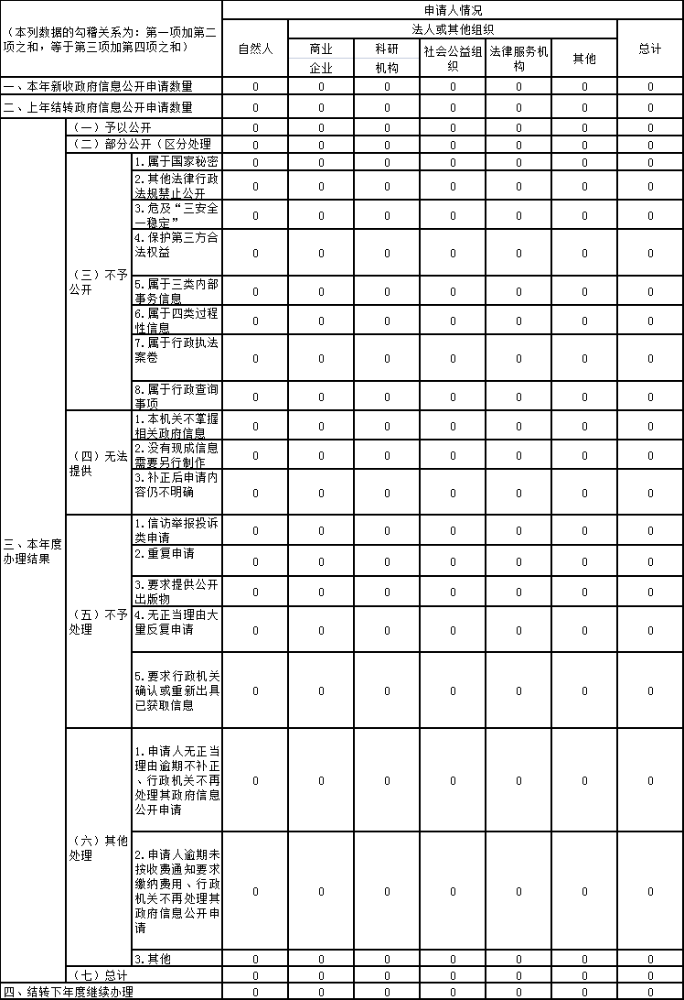 申请人情况
(本列数据的勾稽关系为：第一项加第二
项之和，等于第三项加第四项之和)
自然人
法人或其他组织
总计
商业
企业
科研
机构
社会公益组
织
法律服务机
构
其他
一、本年新收政府信息公开申请数量 0 0 0 0 0 0 0
二、上年结转政府信息公开申请数量 0 0 0 0 0 0 0
三、本年度
办理结果
(一)予以公开 0 0 0 0 0 0 0
(二)部分公开(区分处理 0 0 0 0 0 0 0
(三)不予
公开
1.属于国家秘密 0 0 0 0 0 0 0
2.其他法律行政
法规禁止公开 0 0 0 0 0 0 0
3.危及“三安全
一稳定” 0 0 0 0 0 0 0
4.保护第三方合
法权益 0 0 0 0 0 0 0
5.属于三类内部
事务信息 0 0 0 0 0 0 0
6.属于四类过程
性信息 0 0 0 0 0 0 0
7.属于行政执法
案卷 0 0 0 0 0 0 0
8.属于行政查询
事项 0 0 0 0 0 0 0
(四)无法
提供
1.本机关不掌握
相关政府信息 0 0 0 0 0 0 0
2.没有现成信息
需要另行制作 0 0 0 0 0 0 0
3.补正后申请内
容仍不明确 0 0 0 0 0 0 0
(五)不予
处理
1.信访举报投诉
类申请 0 0 0 0 0 0 0
2.重复申请 0 0 0 0 0 0 0
3.要求提供公开
出版物 0 0 0 0 0 0 0
4.无正当理由大
量反复申请 0 0 0 0 0 0 0
5.要求行政机关
确认或重新出具
已获取信息 0 0 0 0 0 0 0
(六)其他
处理
1.申请人无正当
理由逾期不补正
、行政机关不再
处理其政府信息
公开申请 0 0 0 0 0 0 0
2.申请人逾期未
按收费通知要求
缴纳费用、行政
机关不再处理其
政府信息公开申
请 0 0 0 0 0 0 0
3.其他 0 0 0 0 0 0 0
(七)总计 0 0 0 0 0 0 0
四、结转下年度继续办理 0 0 0 0 0 0 0